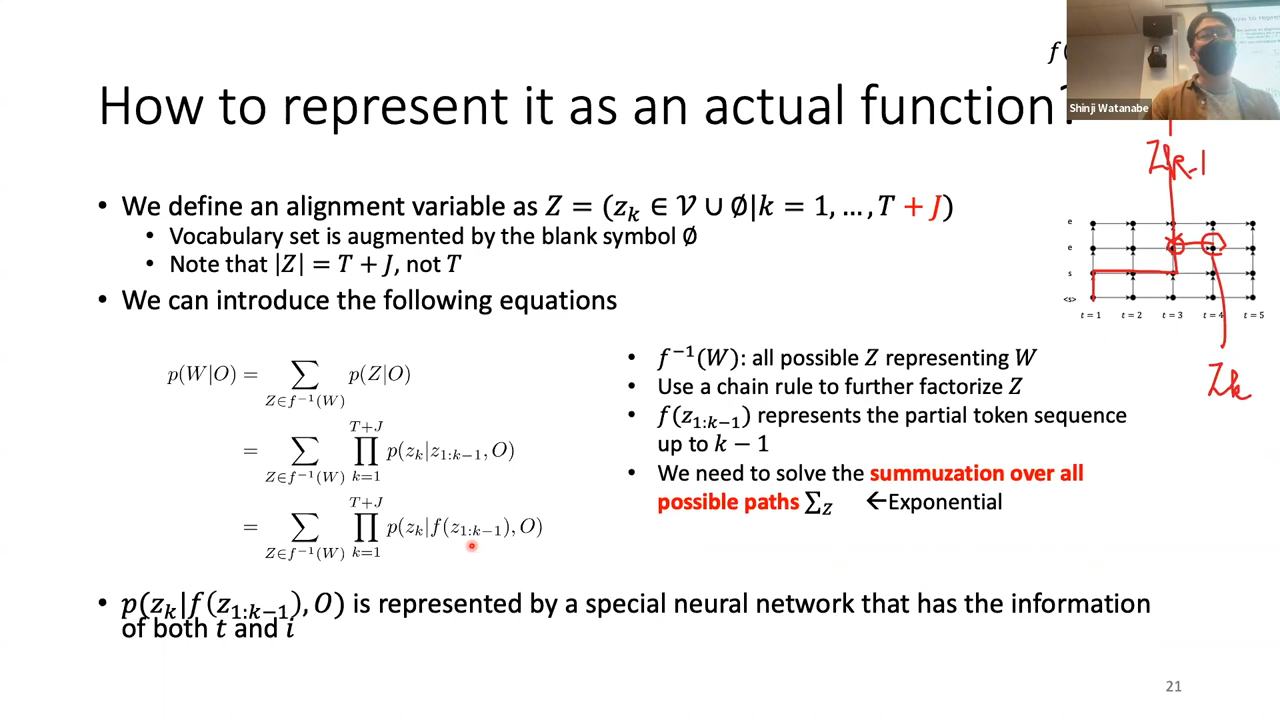 f(
How to represent it as an actual function?
Shinji Watanabe
• We define an alignment variable as Z = (z_k ∈ 𝒱 ∪ ∅|k = 1, ..., T + J)
• Vocabulary set is augmented by the blank symbol ∅
• Note that |Z| = T + J, not T
• We can introduce the following equations
p(W|O) = ∑_{Z∈f^{-1}(W)} p(Z|O)
= ∑_{Z∈f^{-1}(W)} ∏_{k=1}^{T+J} p(z_k|z_{1:k−1}, O)
= ∑_{Z∈f^{-1}(W)} ∏_{k=1}^{T+J} p(z_k|f(z_{1:k−1}), O)
• f^{−1}(W): all possible Z representing W
• Use a chain rule to further factorize Z
• f(z_{1:k−1}) represents the partial token sequence
up to k − 1
• We need to solve the summuzation over all
possible paths ∑_Z ←Exponential
• p(z_k|f(z_{1:k−1}), O) is represented by a special neural network that has the information
of both t and i
Z_{k-1}
e
e
s
<s>
t = 1 t = 2 t = 3 t = 4 t = 5
Z_k
21